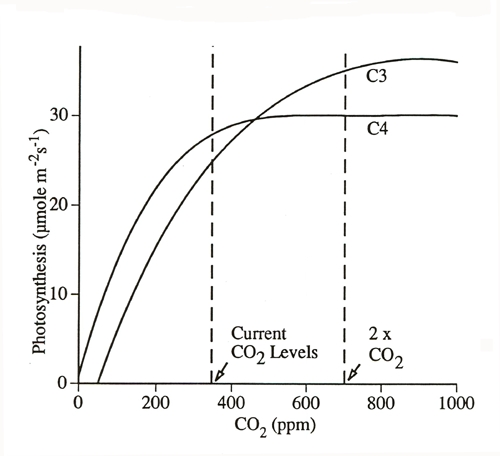 C3
C4
30
20
10
0
Photosynthesis (μmole m⁻²s⁻¹)
Current
CO₂ Levels
2 x
CO₂
0
200
400
600
800
1000
CO₂ (ppm)